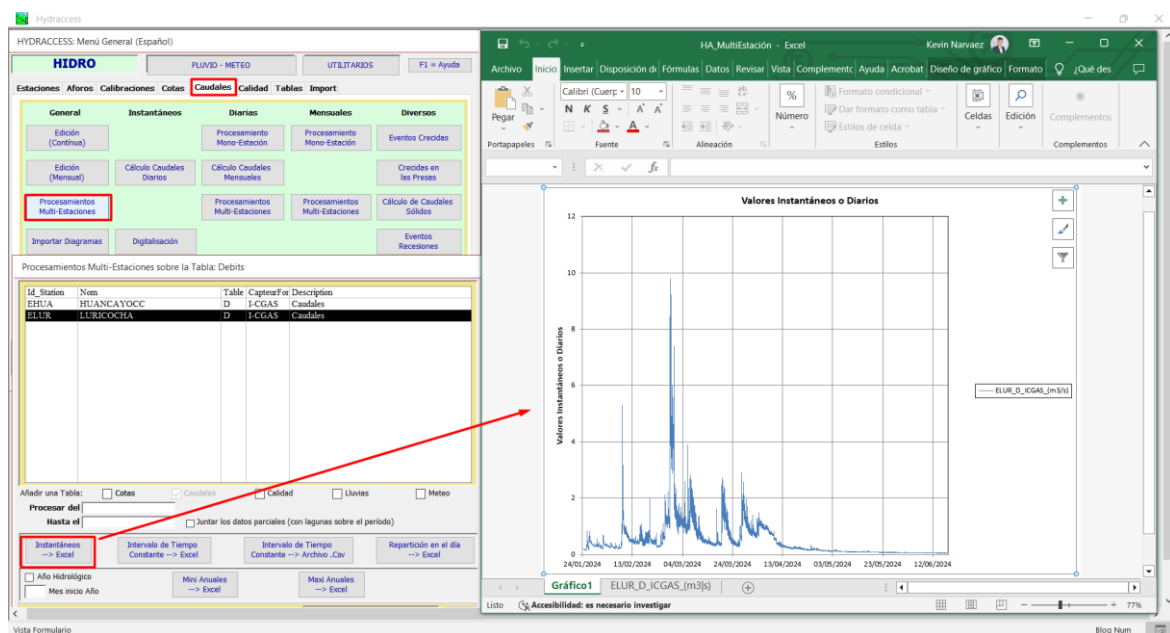 Hydraccess
HYDRACCESS: Menú General (Español)
HIDRO
PLUVIO - METEO
UTILITARIOS
F1 = Ayuda
Estaciones Aforos Calibraciones Cotas Caudales Calidad Tablas Import
General Instantáneos Diarias Mensuales Diversos
Edición
(Continua)
Procesamiento
Mono-Estación
Procesamiento
Mono-Estación
Eventos Crecidas
Edición
(Mensual)
Cálculo Caudales
Diarios
Cálculo Caudales
Mensuales
Crecidas en
las Presas
Procesamientos
Multi-Estaciones
Procesamientos
Multi-Estaciones
Procesamientos
Multi-Estaciones
Cálculo de Caudales
Sólidos
Importar Diagramas
Digitalisación
Eventos
Recesiones
Procesamientos Multi-Estaciones sobre la Tabla: Debits
Id_Station Nom Table CapteurFor Description
EHUA HUANCAYOCC D I-CGAS Caudales
ELUR LURICOCHA D I-CGAS Caudales
Añadir una Tabla: Cotas Caudales Calidad Lluvias Meteo
Procesar del
Hasta el
Juntar los datos parciales (con lagunas sobre el período)
Instantáneos
--> Excel
Intervalo de Tiempo
Constante --> Excel
Intervalo de Tiempo
Constante --> Archivo .Csv
Repartición en el día
--> Excel
Año Hidrológico
Mes inicio Año
Mini Anuales
--> Excel
Maxi Anuales
--> Excel
Vista Formulario
Bloq Num
HA_MultiEstación - Excel
Kevin Narvaez
Archivo Inicio Insertar Disposición de Fórmulas Datos Revisar Vista Complemento Ayuda Acrobat Diseño de gráfico Formato ¿Qué des
Pegar
Calibri (Cuerp 10
N K S A A
Número
Formato condicional
Dar formato como tabla
Estilos de celda
Celdas
Edición
Complementos
Portapapeles Fuente Alineación Estilos Complementos
fx
Valores Instantáneos o Diarios
Valores Instantáneos o Diarios
12
10
8
6
4
2
0
24/01/2024 13/02/2024 04/03/2024 24/03/2024 13/04/2024 03/05/2024 23/05/2024 12/06/2024
ELUR_D_ICGAS_(m3/s)
Gráfico1 ELUR_D_ICGAS_(m3|s)
Listo Accesibilidad: es necesario investigar
77%